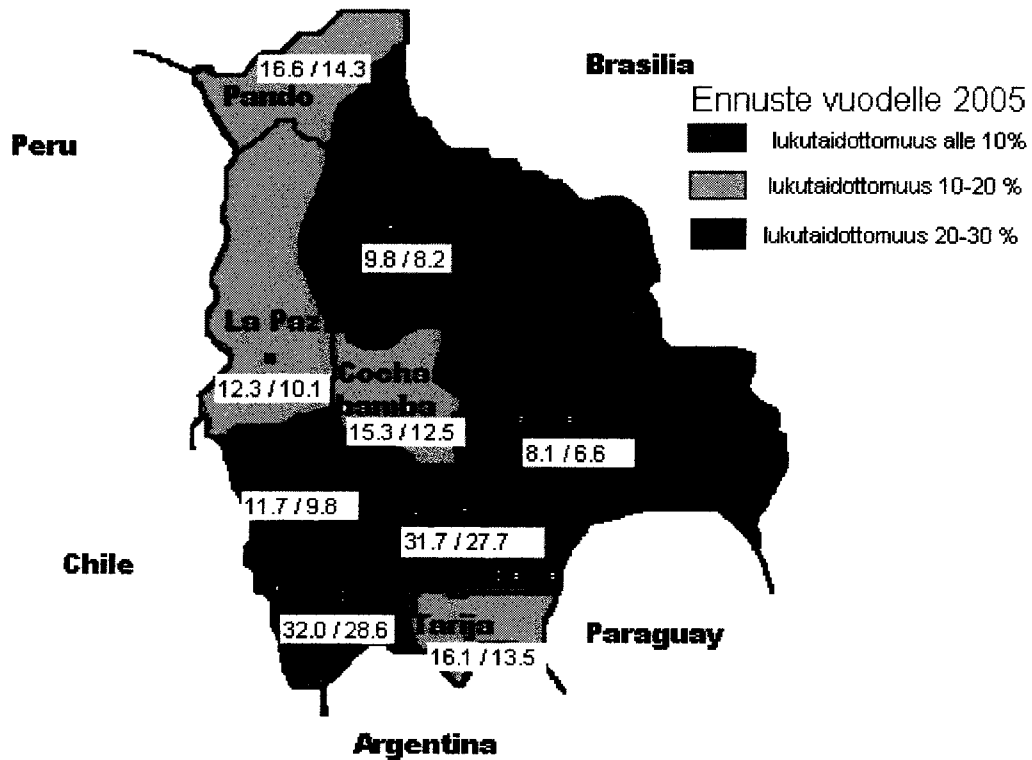 16.6 / 14.3
Pando
Brasilia
Ennuste vuodelle 2005
lukutaidottomuus alle 10%
lukutaidottomuus 10-20 %
lukutaidottomuus 20-30 %
Peru
9.8 / 8.2
La Paz
12.3 / 10.1
Cocha
bamba
15.3 / 12.5
8.1 / 6.6
11.7 / 9.8
31.7 / 27.7
Chile
32.0 / 28.6
Tarija
16.1 / 13.5
Paraguay
Argentina